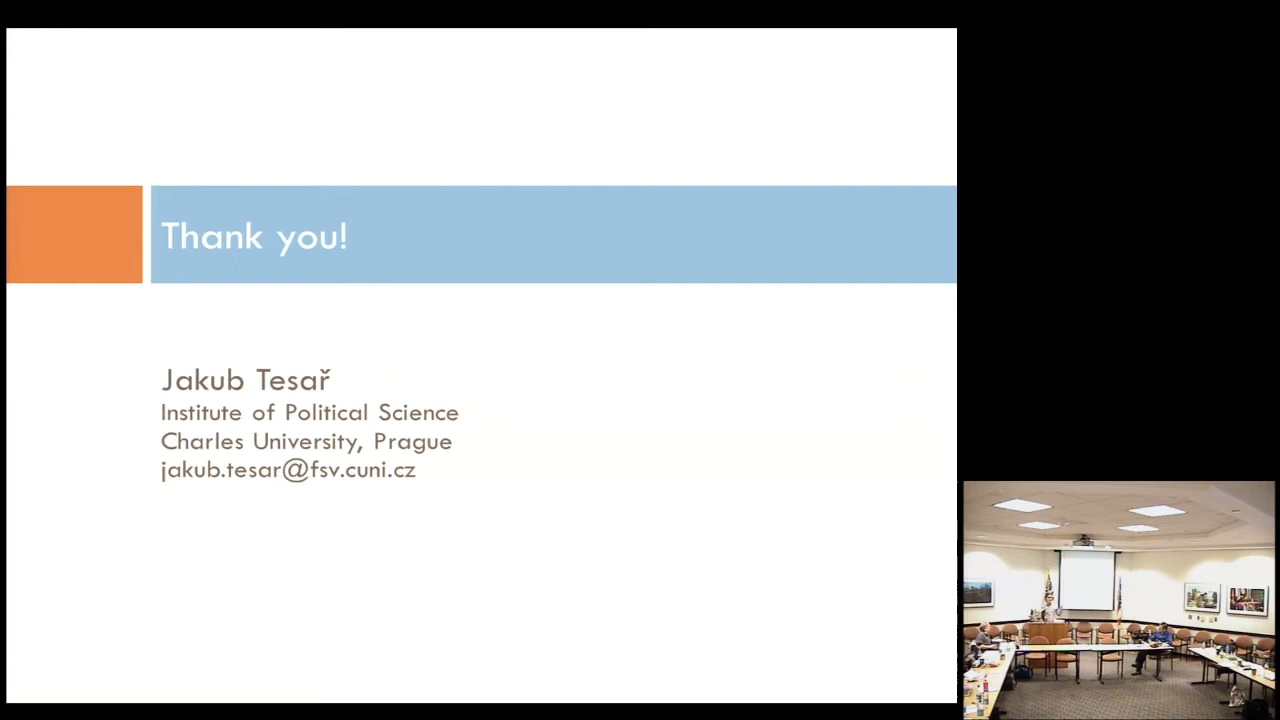 Thank you!
Jakub Tesař
Institute of Political Science
Charles University, Prague
jakub.tesar@fsv.cuni.cz